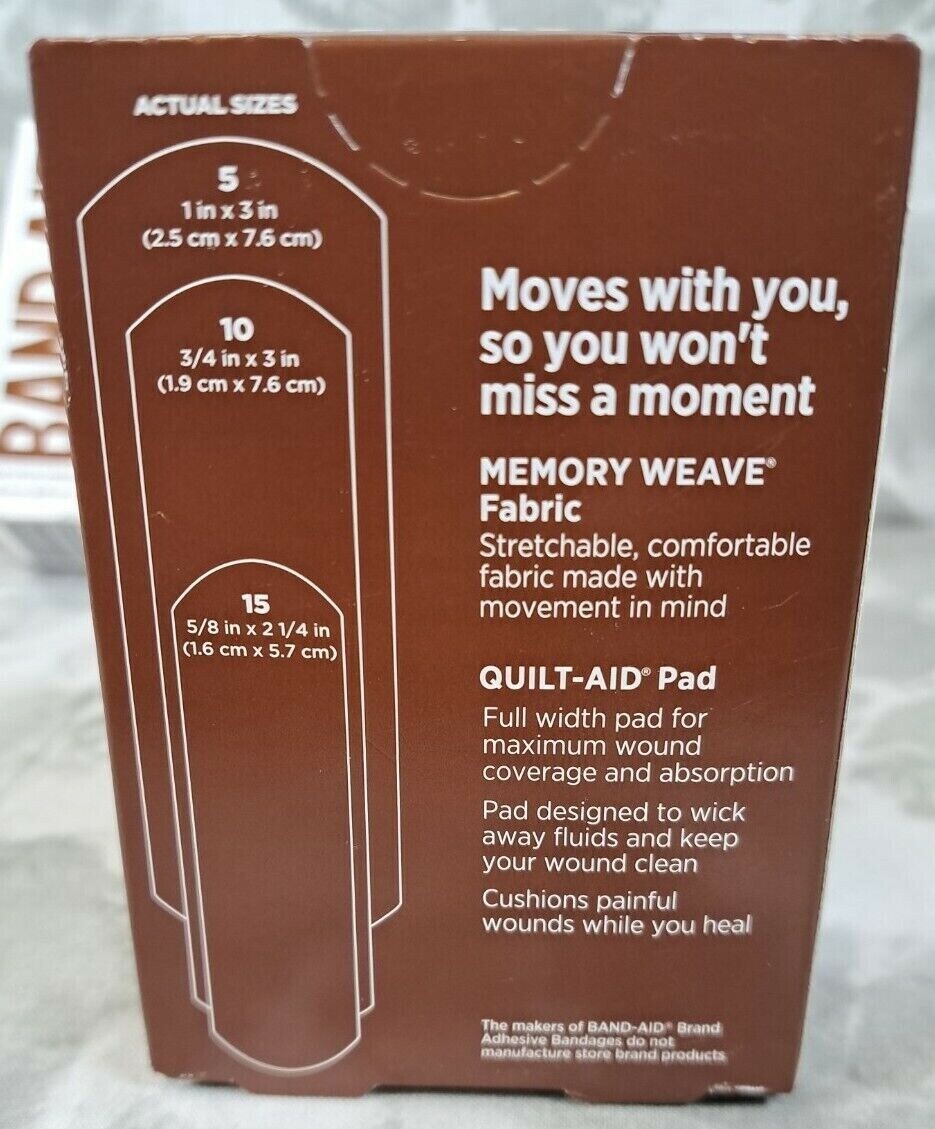 ACTUAL SIZES
5
1 in x 3 in
(2.5 cm x 7.6 cm)
10
3/4 in x 3 in
(1.9 cm x 7.6 cm)
15
5/8 in x 2 1/4 in
(1.6 cm x 5.7 cm)
Moves with you,
so you won't
miss a moment
MEMORY WEAVE®
Fabric
Stretchable, comfortable
fabric made with
movement in mind
QUILT-AID® Pad
Full width pad for
maximum wound
coverage and absorption
Pad designed to wick
away fluids and keep
your wound clean
Cushions painful
wounds while you heal
The makers of BAND-AID® Brand
Adhesive Bandages do not
manufacture store brand products
BAND-A